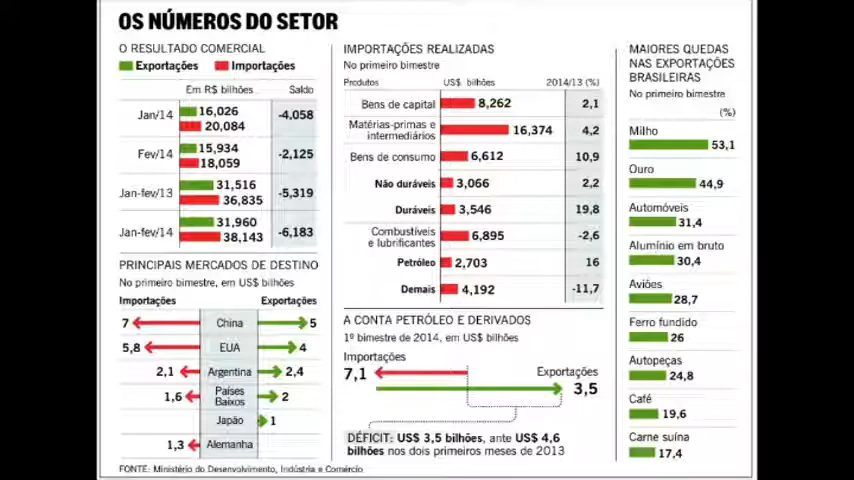 OS NÚMEROS DO SETOR
O RESULTADO COMERCIAL
Exportações Importações
Em R$ bilhões Saldo
Jan/14 16,026 20,084 -4,058
Fev/14 15,934 18,059 -2,125
Jan-fev/13 31,516 36,835 -5,319
Jan-fev/14 31,960 38,143 -6,183
PRINCIPAIS MERCADOS DE DESTINO
No primeiro bimestre, em US$ bilhões
Importações Exportações
7 China 5
5,8 EUA 4
2,1 Argentina 2,4
1,6 Países Baixos 2
Japão 1
1,3 Alemanha
IMPORTAÇÕES REALIZADAS
No primeiro bimestre
Produtos US$ bilhões 2014/13 (%)
Bens de capital 8,262 2,1
Matérias-primas e
intermediários 16,374 4,2
Bens de consumo 6,612 10,9
Não duráveis 3,066 2,2
Duráveis 3,546 19,8
Combustíveis
e lubrificantes 6,895 -2,6
Petróleo 2,703 16
Demais 4,192 -11,7
A CONTA PETRÓLEO E DERIVADOS
1º bimestre de 2014, em US$ bilhões
Importações
7,1
Exportações
3,5
DÉFICIT: US$ 3,5 bilhões, ante US$ 4,6
bilhões nos dois primeiros meses de 2013
MAIORES QUEDAS
NAS EXPORTAÇÕES
BRASILEIRAS
No primeiro bimestre
(%)
Milho
53,1
Ouro
44,9
Automóveis
31,4
Alumínio em bruto
30,4
Aviões
28,7
Ferro fundido
26
Autopeças
24,8
Café
19,6
Carne suína
17,4
FONTE: Ministério do Desenvolvimento, Indústria e Comércio